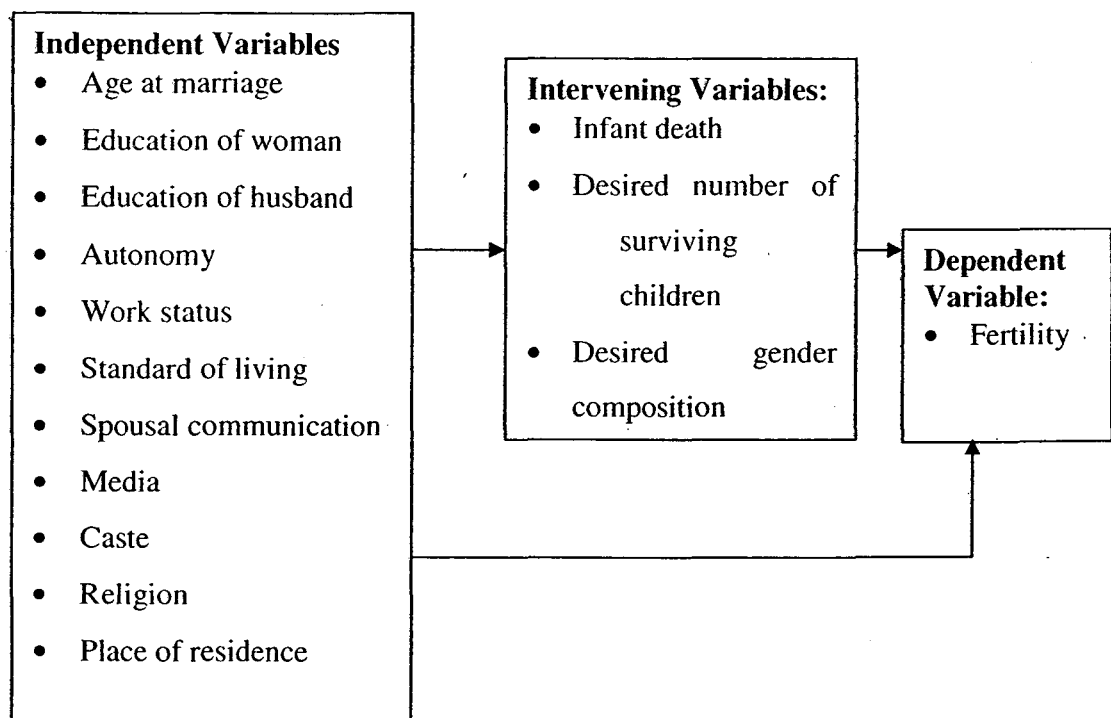 Independent Variables
• Age at marriage
• Education of woman
• Education of husband
• Autonomy
• Work status
• Standard of living
• Spousal communication
• Media
• Caste
• Religion
• Place of residence
Intervening Variables:
• Infant death
• Desired number of
surviving
children
• Desired gender
composition
Dependent
Variable:
• Fertility